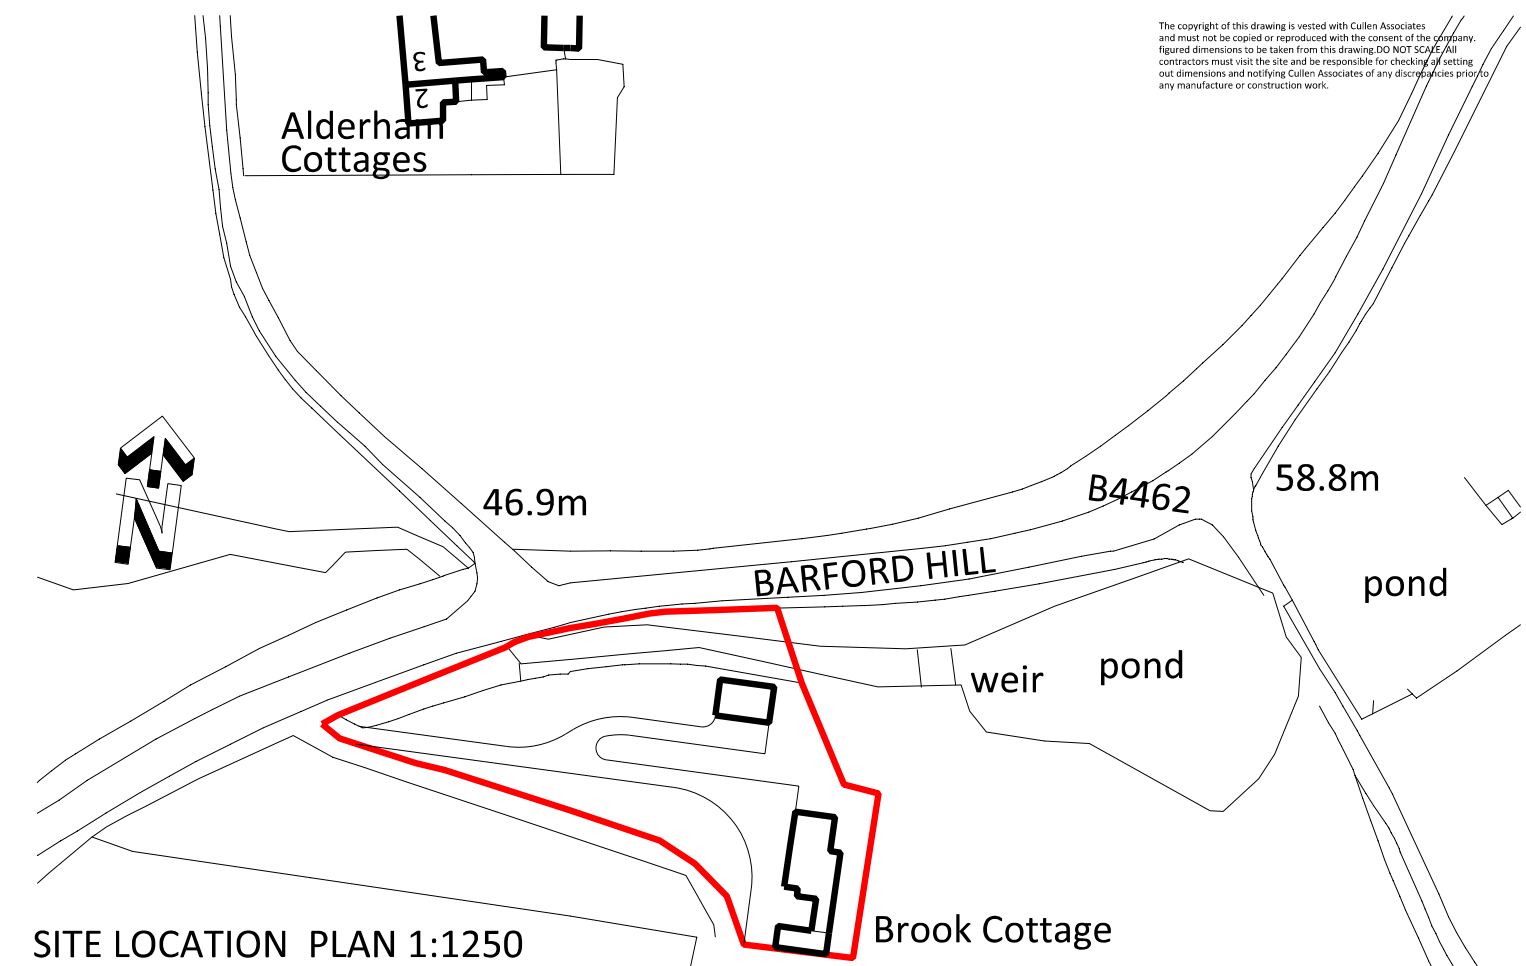 The copyright of this drawing is vested with Cullen Associates
and must not be copied or reproduced with the consent of the company.
figured dimensions to be taken from this drawing.DO NOT SCALE. All
contractors must visit the site and be responsible for checking all setting
out dimensions and notifying Cullen Associates of any discrepancies prior to
any manufacture or construction work.
3
2
Alderham
Cottages
N
46.9m
B4462
58.8m
BARFORD HILL
pond
pond
weir
Brook Cottage
SITE LOCATION PLAN 1:1250